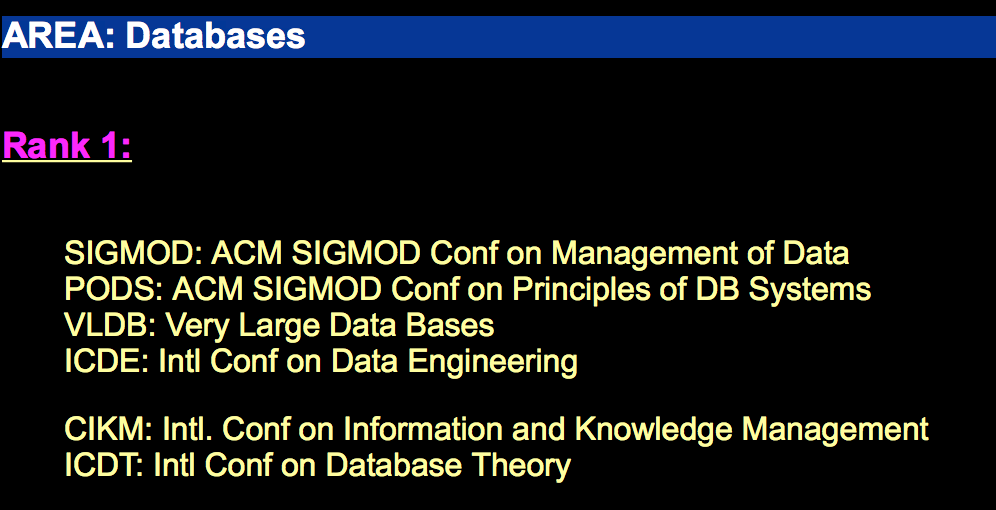 AREA: Databases
Rank 1:
SIGMOD: ACM SIGMOD Conf on Management of Data
PODS: ACM SIGMOD Conf on Principles of DB Systems
VLDB: Very Large Data Bases
ICDE: Intl Conf on Data Engineering
CIKM: Intl. Conf on Information and Knowledge Management
ICDT: Intl Conf on Database Theory